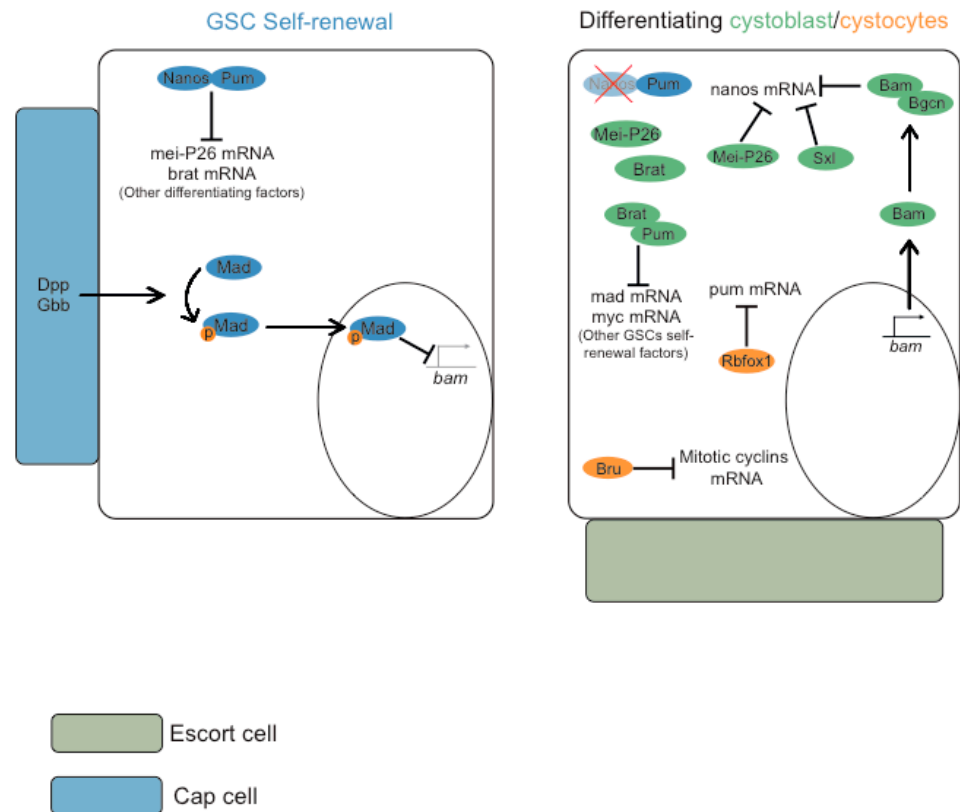 GSC Self-renewal
Nanos Pum
mei-P26 mRNA
brat mRNA
(Other differentiating factors)
Dpp
Gbb
Mad
p Mad
p Mad
bam
Differentiating cystoblast/cystocytes
Nanos Pum
nanos mRNA
Bam
Bgcn
Mei-P26
Mei-P26
Sxl
Brat
Brat
Pum
Bam
mad mRNA
myc mRNA
(Other GSCs self-
renewal factors)
pum mRNA
Rbfox1
bam
Bru
Mitotic cyclins
mRNA
Escort cell
Cap cell